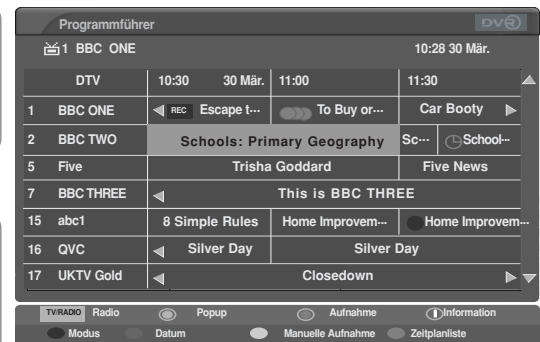 Programmführer DVR
1 BBC ONE 10:28 30 Mär.
DTV 10:30 30 Mär. 11:00 11:30
1 BBC ONE REC Escape t··· To Buy or··· Car Booty
2 BBC TWO Schools: Primary Geography Sc··· School···
5 Five Trisha Goddard Five News
7 BBC THREE This is BBC THREE
15 abc1 8 Simple Rules Home Improvem··· Home Improvem···
16 QVC Silver Day Silver Day
17 UKTV Gold Closedown
TV/RADIO Radio Popup Aufnahme Information
Modus Datum Manuelle Aufnahme Zeitplanliste